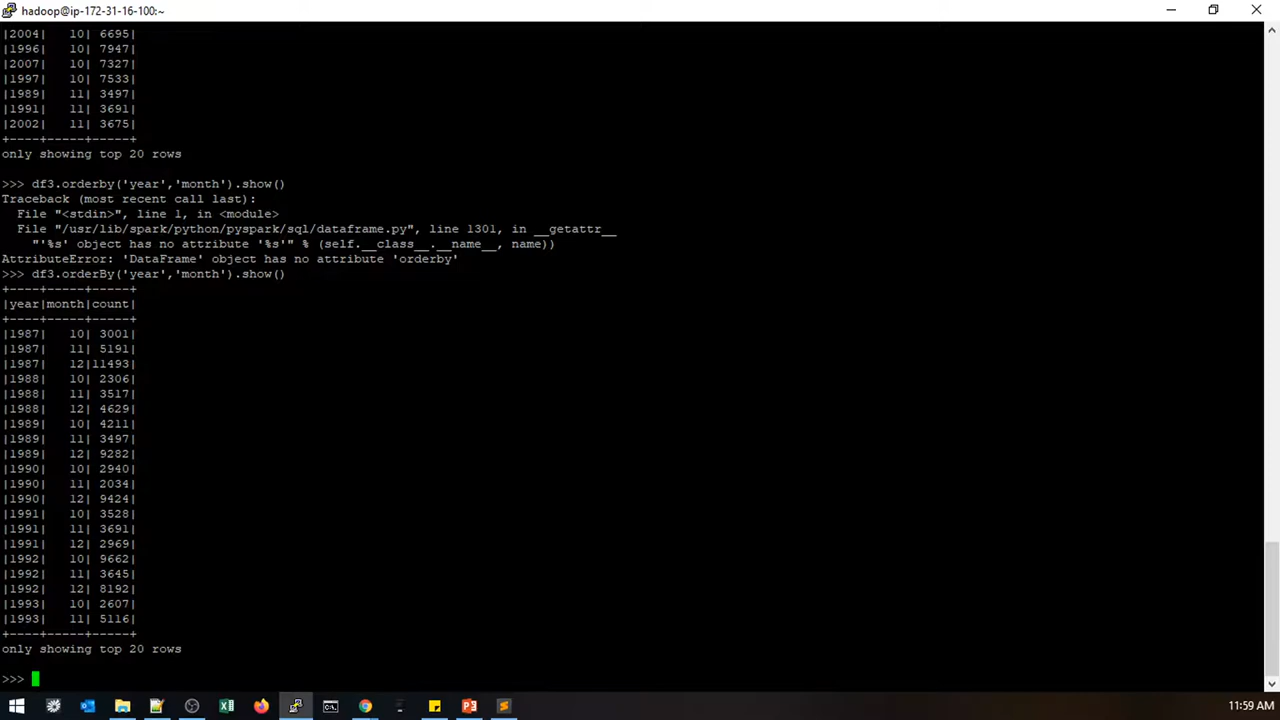 hadoop@ip-172-31-16-100:~
|2004|   10| 6695|
|1996|   10| 7947|
|2007|   10| 7327|
|1997|   10| 7533|
|1989|   11| 3497|
|1991|   11| 3691|
|2002|   11| 3675|
+----+-----+-----+
only showing top 20 rows
>>> df3.orderby('year','month').show()
Traceback (most recent call last):
  File "<stdin>", line 1, in <module>
  File "/usr/lib/spark/python/pyspark/sql/dataframe.py", line 1301, in __getattr__
    "'%s' object has no attribute '%s'" % (self.__class__.__name__, name))
AttributeError: 'DataFrame' object has no attribute 'orderby'
>>> df3.orderBy('year','month').show()
+----+-----+-----+
|year|month|count|
+----+-----+-----+
|1987|   10| 3001|
|1987|   11| 5191|
|1987|   12|11493|
|1988|   10| 2306|
|1988|   11| 3517|
|1988|   12| 4629|
|1989|   10| 4211|
|1989|   11| 3497|
|1989|   12| 9282|
|1990|   10| 2940|
|1990|   11| 2034|
|1990|   12| 9424|
|1991|   10| 3528|
|1991|   11| 3691|
|1991|   12| 2969|
|1992|   10| 9662|
|1992|   11| 3645|
|1992|   12| 8192|
|1993|   10| 2607|
|1993|   11| 5116|
+----+-----+-----+
only showing top 20 rows
>>>
11:59 AM